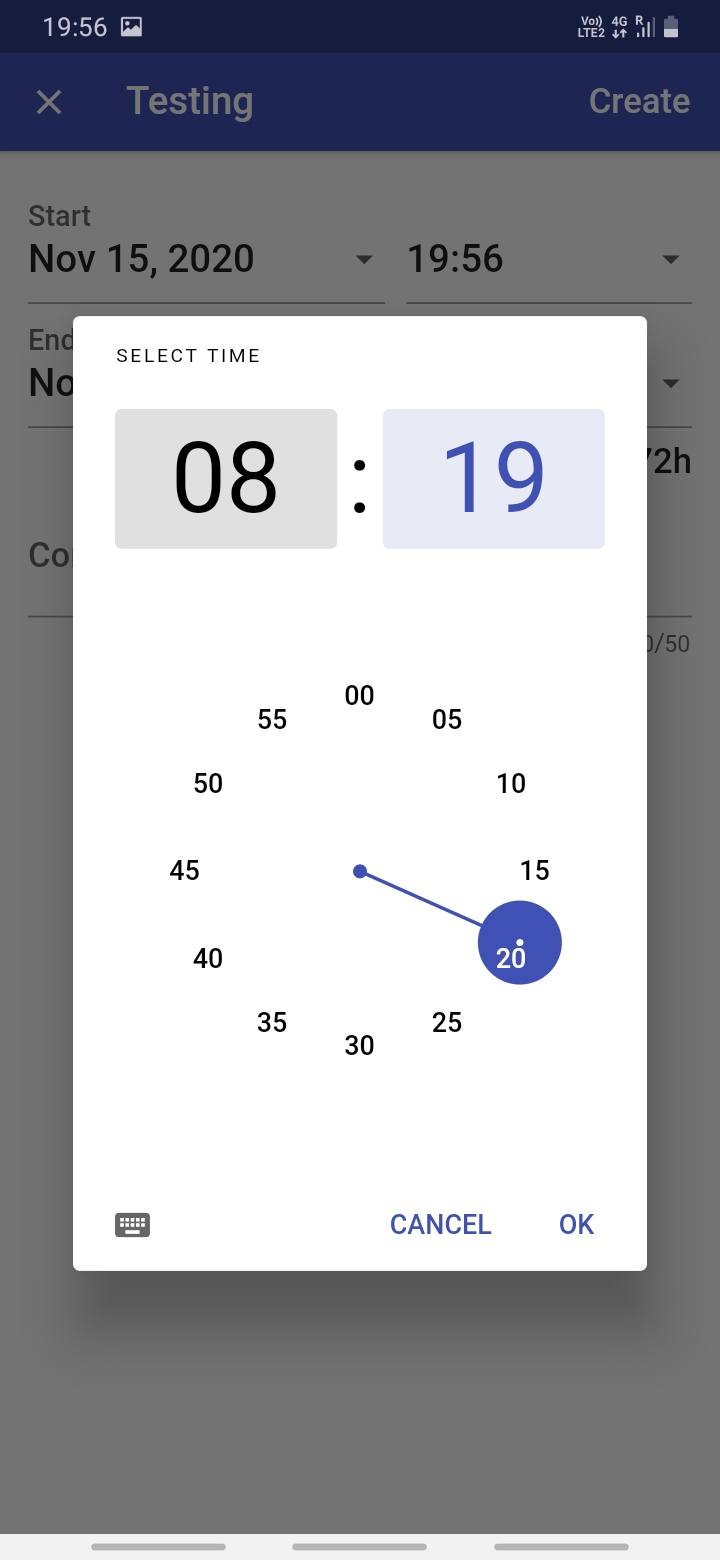 19:56 Vo)) LTE2 4G R
Testing Create
Start
Nov 15, 2020 19:56
End
No
72h
0/50
SELECT TIME
08 : 19
00
55 05
50 10
45 15
40 20
35 25
30
CANCEL OK